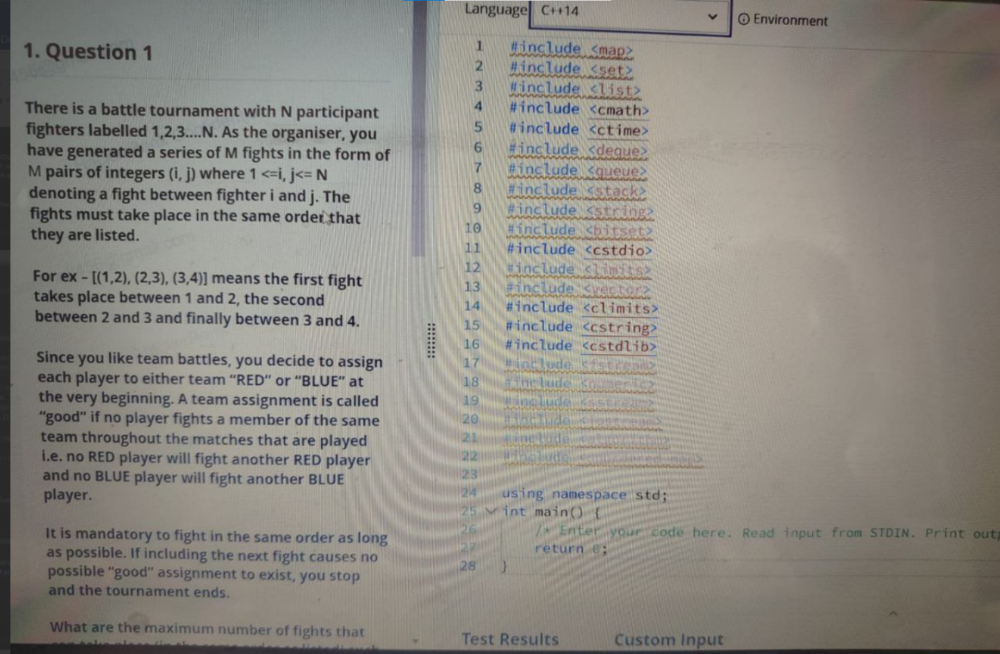 Language
C++14
Environment
1. Question 1
There is a battle tournament with N participant
fighters labelled 1,2,3....N. As the organiser, you
have generated a series of M fights in the form of
M pairs of integers (i, j) where 1 <=i, j<= N
denoting a fight between fighter i and j. The
fights must take place in the same order that
they are listed.
For ex – [(1,2), (2,3), (3,4)] means the first fight
takes place between 1 and 2, the second
between 2 and 3 and finally between 3 and 4.
Since you like team battles, you decide to assign
each player to either team “RED” or “BLUE” at
the very beginning. A team assignment is called
“good” if no player fights a member of the same
team throughout the matches that are played
i.e. no RED player will fight another RED player
and no BLUE player will fight another BLUE
player.
It is mandatory to fight in the same order as long
as possible. If including the next fight causes no
possible “good” assignment to exist, you stop
and the tournament ends.
What are the maximum number of fights that
1 #include <map>
2 #include <set>
3 #include <list>
4 #include <cmath>
5 #include <ctime>
6 #include <deque>
7 #include <queue>
8 #include <stack>
9 #include <string>
10 #include <bitset>
11 #include <cstdio>
12 #include <limits>
13 #include <vector>
14 #include <climits>
15 #include <cstring>
16 #include <cstdlib>
17 #include <fstream>
18 #include <numeric>
19 #include <sstream>
20 #include <iostream>
21 #include <algorithm>
22 #include <unordered_map>
23
24 using namespace std;
25 int main() {
26 /* Enter your code here. Read input from STDIN. Print outp
27 return 0;
28 }
Test Results
Custom Input